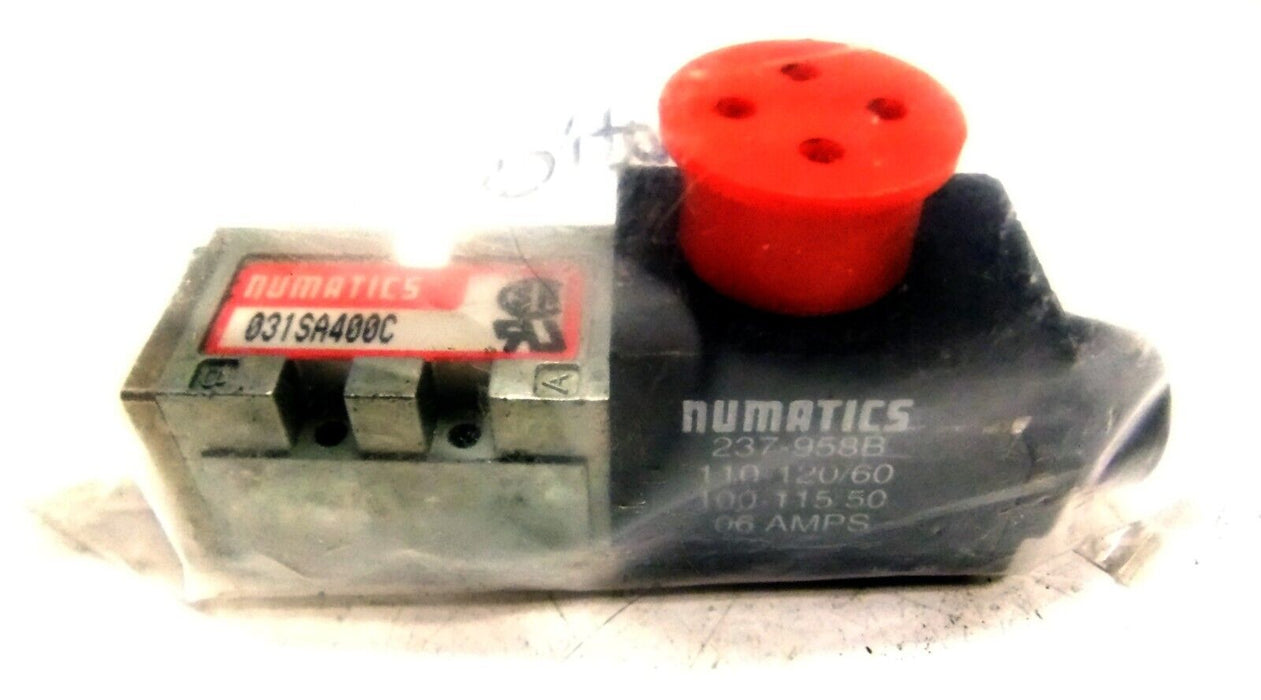 NUMATICS
031SA400C
A
NUMATICS
237-958B
110-120/60
100-115/50
06 AMPS